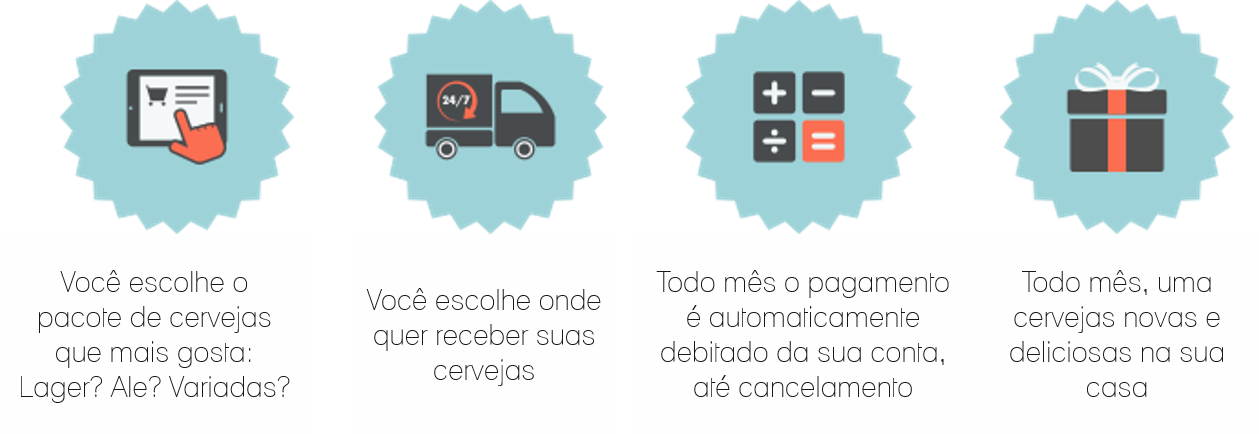 24/7
Você escolhe o
pacote de cervejas
que mais gosta:
Lager? Ale? Variadas?
Você escolhe onde
quer receber suas
cervejas
Todo mês o pagamento
é automaticamente
debitado da sua conta,
até cancelamento
Todo mês, uma
cervejas novas e
deliciosas na sua
casa